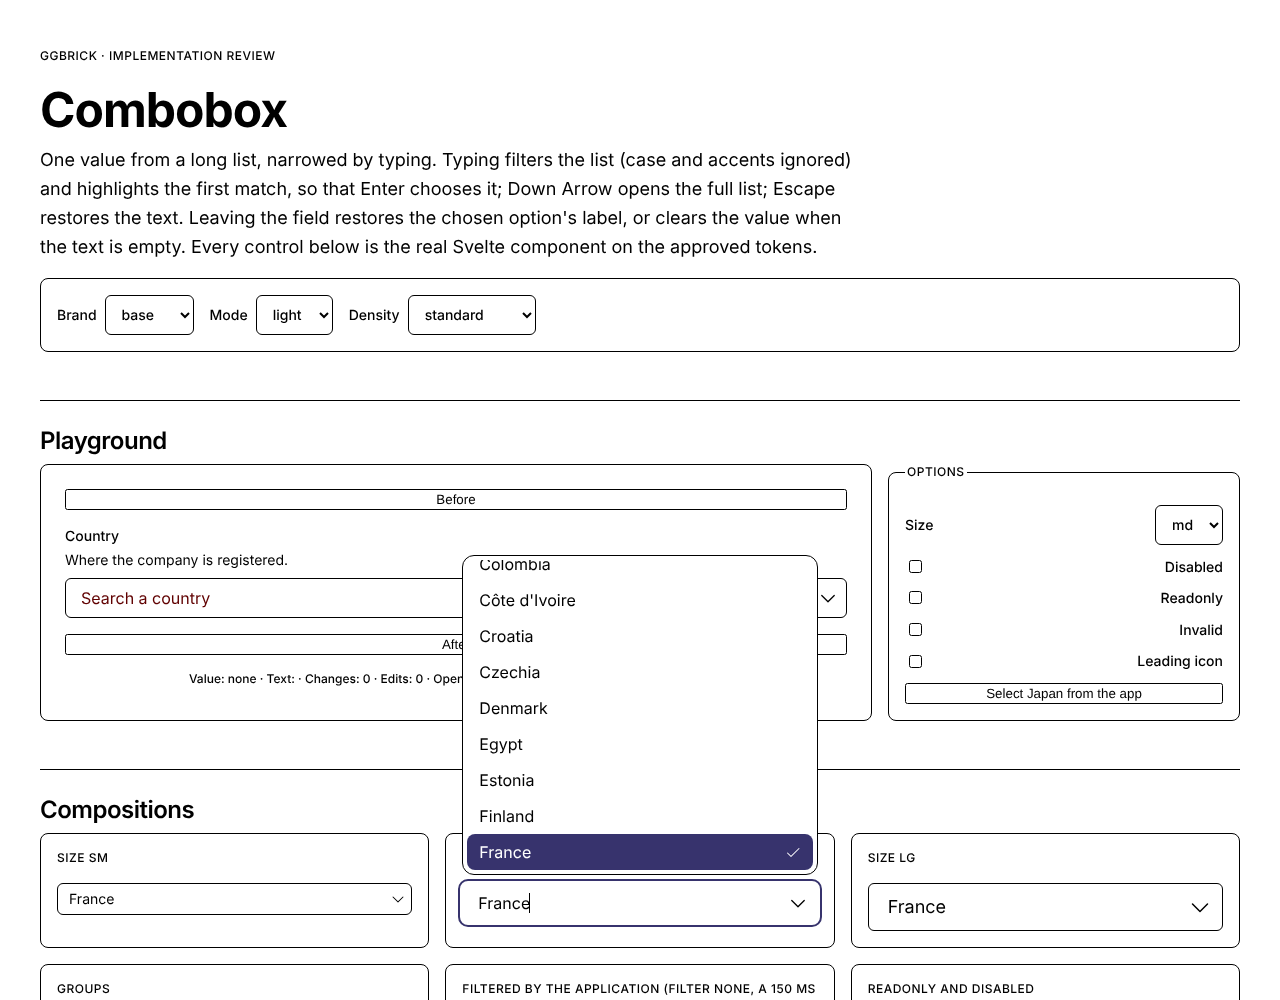 GGBRICK · IMPLEMENTATION REVIEW
Combobox
One value from a long list, narrowed by typing. Typing filters the list (case and accents ignored)
and highlights the first match, so that Enter chooses it; Down Arrow opens the full list; Escape
restores the text. Leaving the field restores the chosen option's label, or clears the value when
the text is empty. Every control below is the real Svelte component on the approved tokens.
Brand base Mode light Density standard
Playground
Before
Country
Where the company is registered.
Search a country
Afte
Value: none · Text: · Changes: 0 · Edits: 0 · Open
OPTIONS
Size md
Disabled
Readonly
Invalid
Leading icon
Select Japan from the app
Colombia
Côte d'Ivoire
Croatia
Czechia
Denmark
Egypt
Estonia
Finland
France
Compositions
SIZE SM
France
France
SIZE LG
France
GROUPS
FILTERED BY THE APPLICATION (FILTER NONE, A 150 MS
READONLY AND DISABLED